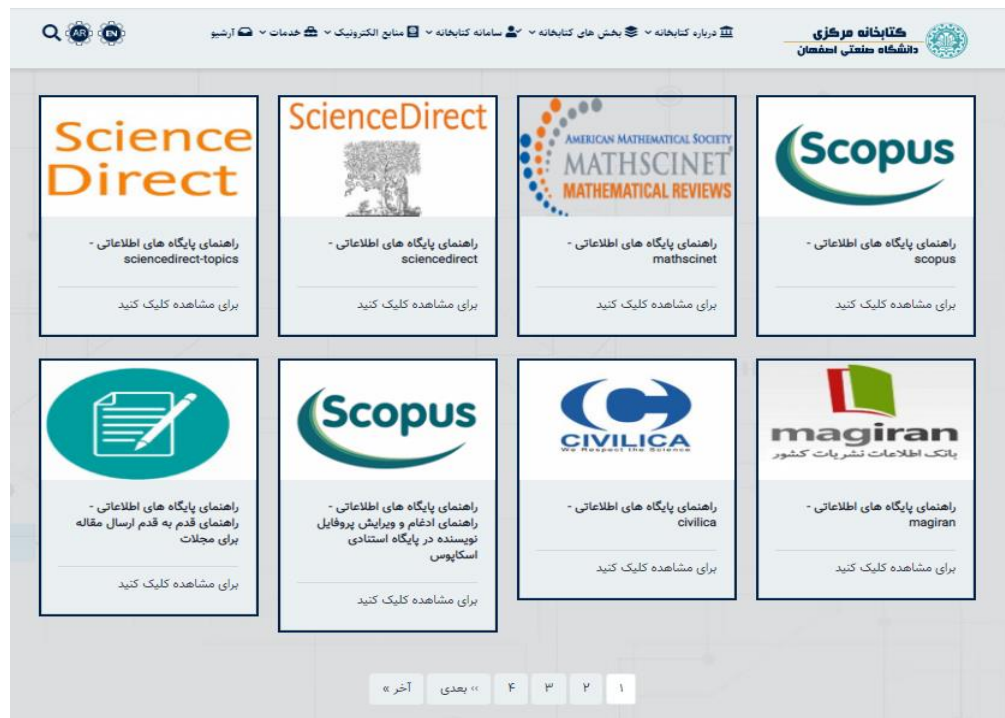 کتابخانه مرکزی
دانشگاه صنعتی اصفهان
درباره کتابخانه
بخش های کتابخانه
سامانه کتابخانه
منابع الکترونیک
خدمات
آرشیو
EN
AR
Scopus
راهنمای پایگاه های اطلاعاتی -
scopus
برای مشاهده کلیک کنید
AMERICAN MATHEMATICAL SOCIETY
MATHSCINET
MATHEMATICAL REVIEWS
راهنمای پایگاه های اطلاعاتی -
mathscinet
برای مشاهده کلیک کنید
ScienceDirect
راهنمای پایگاه های اطلاعاتی -
sciencedirect
برای مشاهده کلیک کنید
Science
Direct
راهنمای پایگاه های اطلاعاتی -
sciencedirect-topics
برای مشاهده کلیک کنید
magiran
بانک اطلاعات نشریات کشور
راهنمای پایگاه های اطلاعاتی -
magiran
برای مشاهده کلیک کنید
CIVILICA
We Respect the Science
راهنمای پایگاه های اطلاعاتی -
civilica
برای مشاهده کلیک کنید
Scopus
راهنمای پایگاه های اطلاعاتی -
راهنمای ادغام و ویرایش پروفایل
نویسنده در پایگاه استنادی
اسکاپوس
برای مشاهده کلیک کنید
راهنمای پایگاه های اطلاعاتی -
راهنمای قدم به قدم ارسال مقاله
برای مجلات
برای مشاهده کلیک کنید
۱ ۲ ۳ ۴ ›› بعدی آخر »